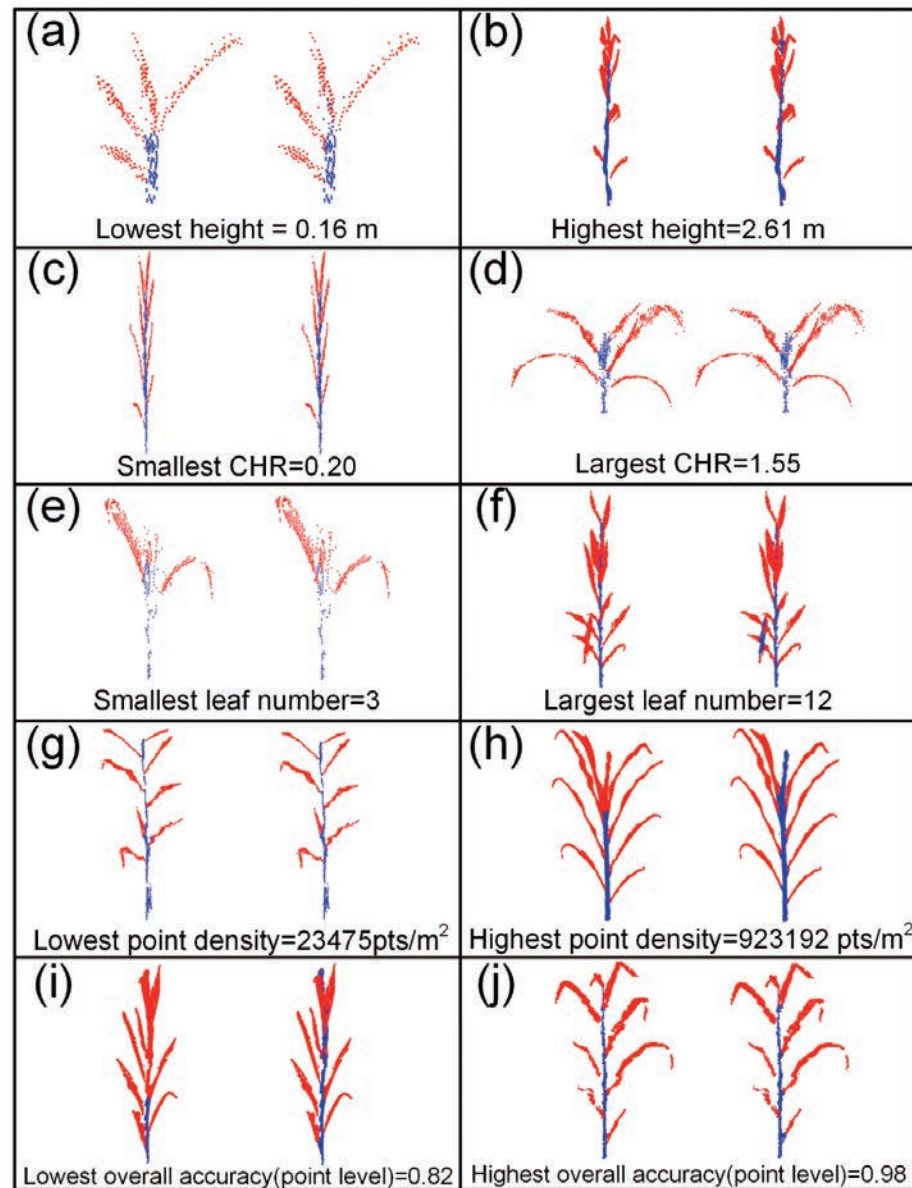 (a)
Lowest height = 0.16 m
(b)
Highest height=2.61 m
(c)
Smallest CHR=0.20
(d)
Largest CHR=1.55
(e)
Smallest leaf number=3
(f)
Largest leaf number=12
(g)
Lowest point density=23475pts/m²
(h)
Highest point density=923192 pts/m²
(i)
Lowest overall accuracy(point level)=0.82
(j)
Highest overall accuracy(point level)=0.98